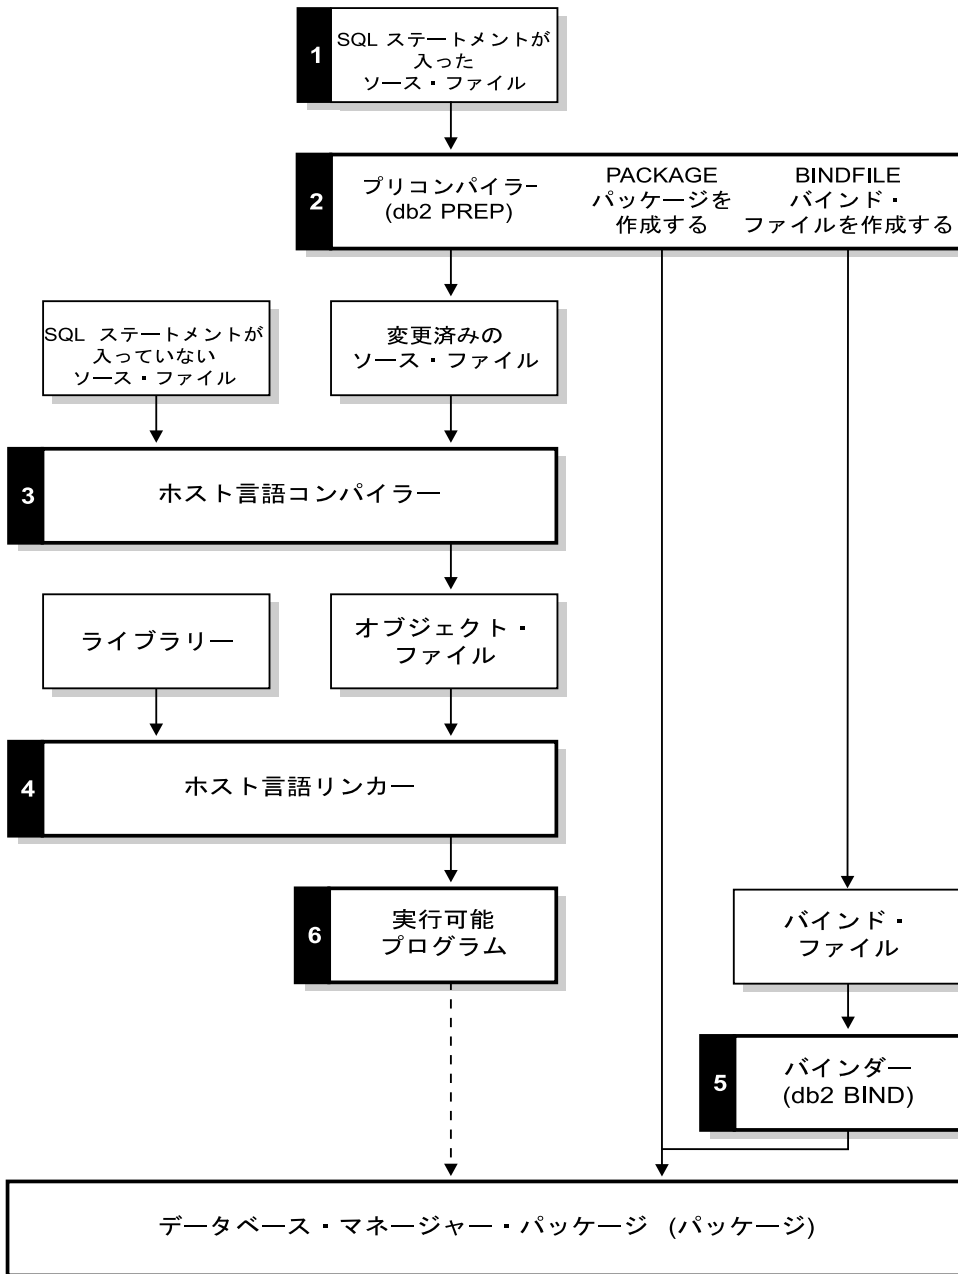 1
SQL ステートメントが
入った
ソース・ファイル
2
プリコンパイラー
(db2 PREP)
PACKAGE
パッケージを
作成する
BINDFILE
バインド・
ファイルを作成する
SQL ステートメントが
入っていない
ソース・ファイル
変更済みの
ソース・ファイル
3
ホスト言語コンパイラー
ライブラリー
オブジェクト・
ファイル
4
ホスト言語リンカー
6
実行可能
プログラム
バインド・
ファイル
5
バインダー
(db2 BIND)
データベース・マネージャー・パッケージ (パッケージ)